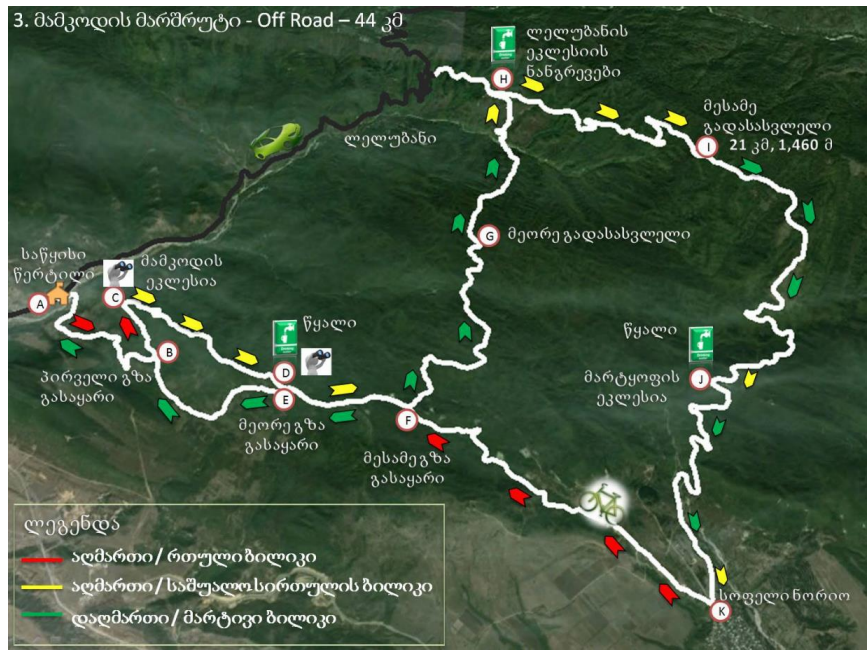 3. მამკოდის მარშრუტი - Off Road – 44 კმ
ლელუბანის
ეკლესიის
ნანგრევები
H
მესამე
გადასასვლელი
21 კმ, 1,460 მ
I
ლელუბანი
G
მეორე გადასასვლელი
საწყისი
წერტილი
A
მამკოდის
ეკლესია
C
წყალი
D
წყალი
J
მარტყოფის
ეკლესია
B
პირველი გზა
გასაყარი
E
მეორე გზა
გასაყარი
F
მესამე გზა
გასაყარი
ლეგენდა
აღმართი / რთული ბილიკი
აღმართი / საშუალო სირთულის ბილიკი
დაღმართი / მარტივი ბილიკი
სოფელი ნორიო
K